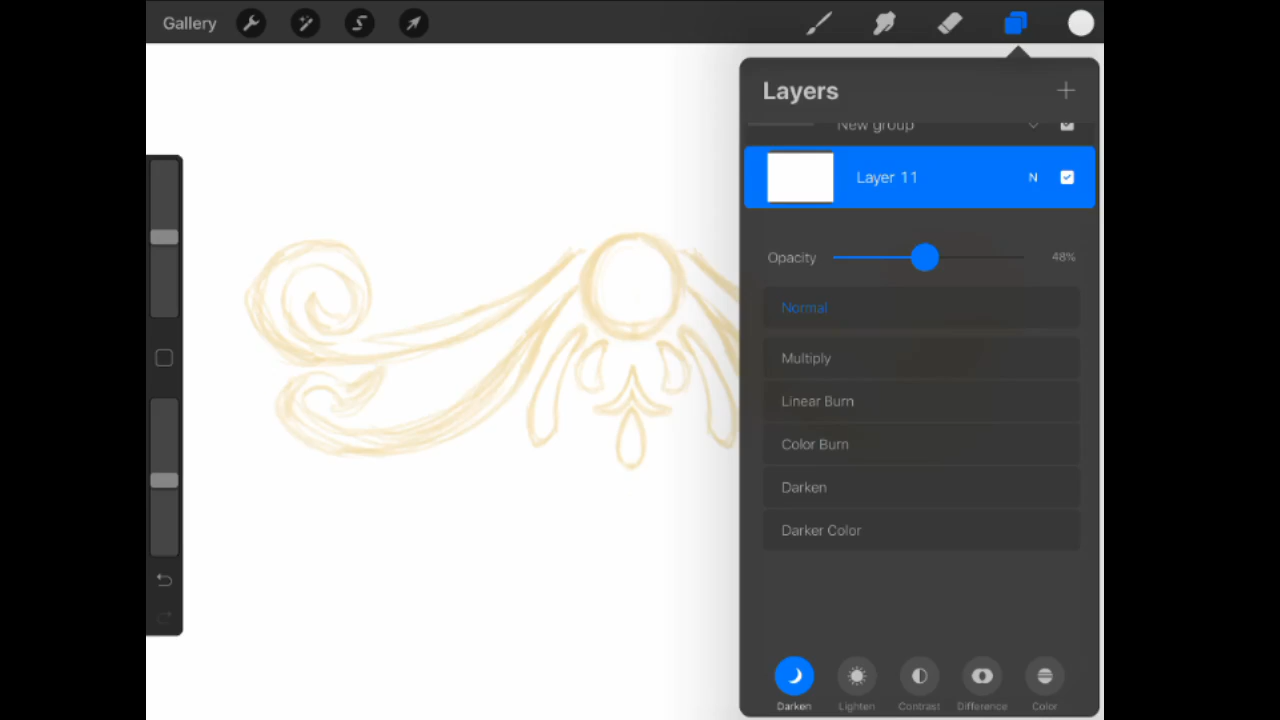 Gallery
Layers
New group
Layer 11 N
Opacity 48%
Normal
Multiply
Linear Burn
Color Burn
Darken
Darker Color
Darken Lighten Contrast Difference Color